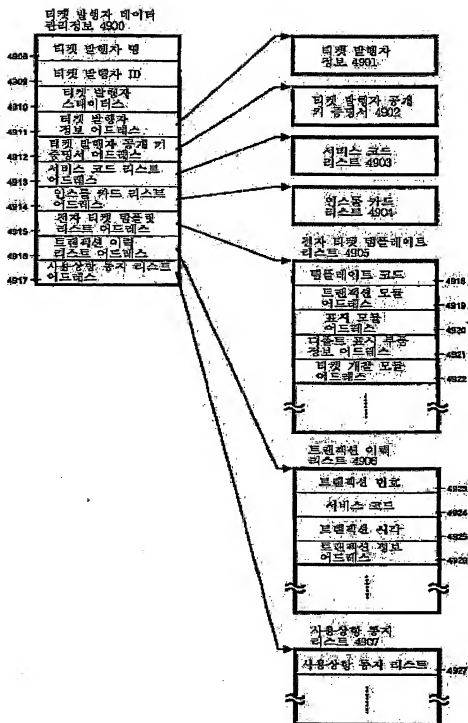 티켓 발행자 데이터
관리정보 4900
티켓 발행자 명
4908
티켓 발행자 ID
4909
티켓 발행자
스테이터스
4910
티켓 발행자
정보 어드레스
4911
티켓 발행자 공개 키
증명서 어드레스
4912
서비스 코드 리스트
어드레스
4913
인스톨 카드 리스트
어드레스
4914
전자 티켓 템플릿
리스트 어드레스
4915
트랜잭션 이력
리스트 어드레스
4916
사용상황 통지 리스트
어드레스
4917
티켓 발행자
정보 4901
티켓 발행자 공개
키 증명서 4902
서비스 코드
리스트 4903
인스톨 카드
리스트 4904
전자 티켓 템플레이트
리스트 4905
템플레이트 코드
4918
트랜잭션 모듈
어드레스
4919
표시 모듈
어드레스
4920
디폴트 표시 부품
정보 어드레스
4921
티켓 개찰 모듈
어드레스
4922
트랜잭션 이력
리스트 4906
트랜잭션 번호
4923
서비스 코드
4924
트랜잭션 시각
4925
트랜잭션 정보
어드레스
4926
사용상황 통지
리스트 4907
사용상황 통지 리스트
4927